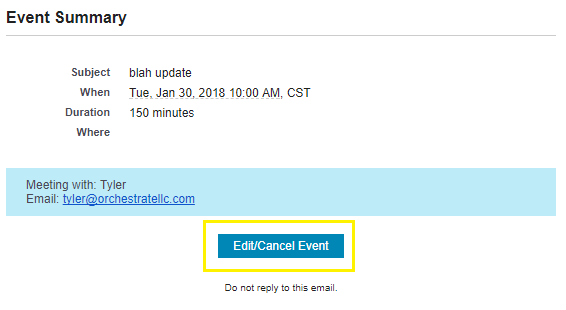 Event Summary
Subject blah update
When Tue, Jan 30, 2018 10:00 AM, CST
Duration 150 minutes
Where
Meeting with: Tyler
Email: tyler@orchestratellc.com
Edit/Cancel Event
Do not reply to this email.